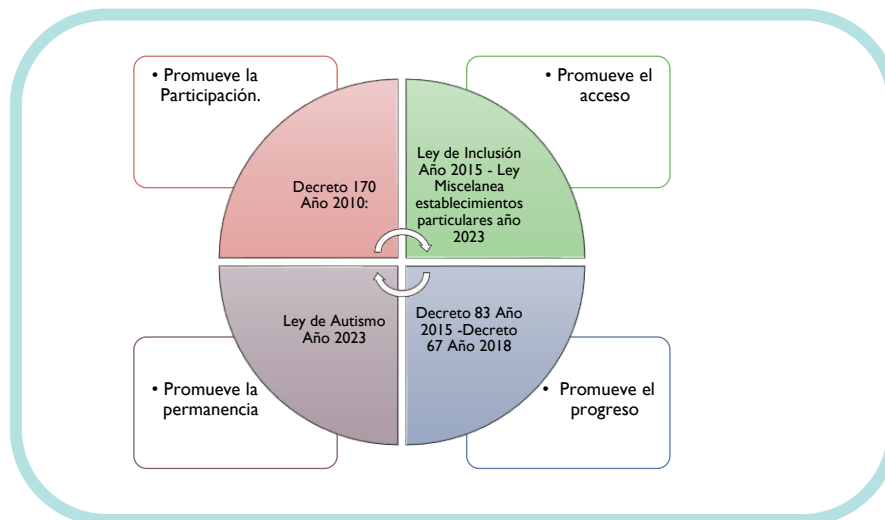 • Promueve la
Participación.
• Promueve el
acceso
Decreto 170
Año 2010:
Ley de Inclusión
Año 2015 - Ley
Miscelanea
establecimientos
particulares año
2023
Ley de Autismo
Año 2023
Decreto 83 Año
2015 -Decreto
67 Año 2018
• Promueve la
permanencia
• Promueve el
progreso